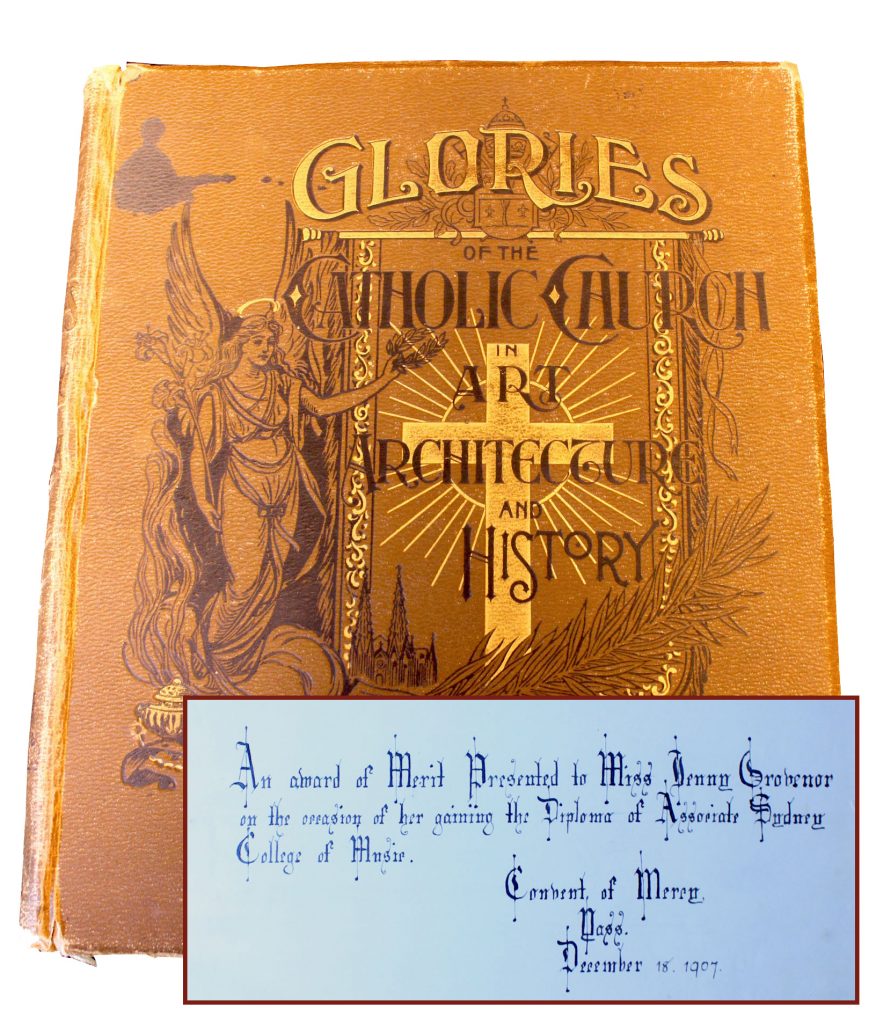 GLORIES
OF THE
CATHOLIC CHURCH
IN
ART
ARCHITECTURE
AND
HISTORY
An award of Merit Presented to Miss Jenny Grovenor
on the occasion of her gaining the Diploma of Associate Sydney
College of Music.
Convent, of Mercy,
Yass.
December 18. 1907.